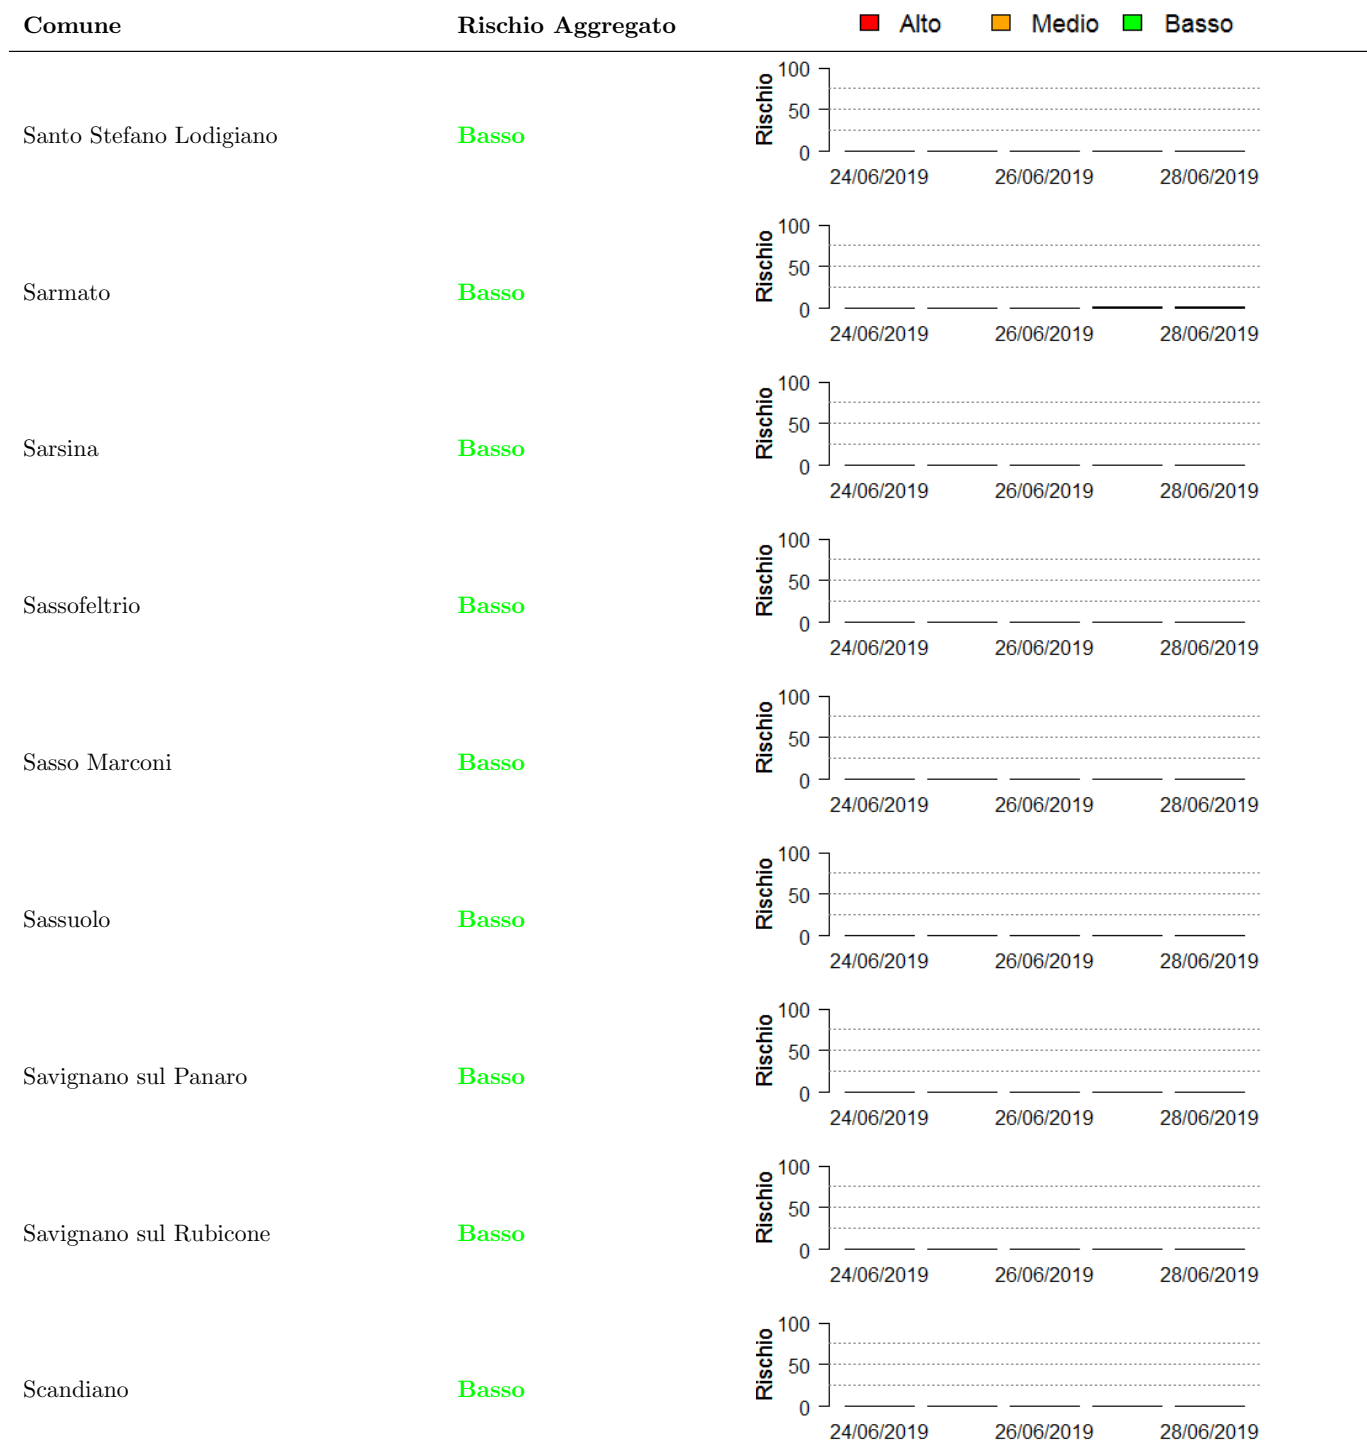 Comune Rischio Aggregato Alto Medio Basso
Santo Stefano Lodigiano Basso
Rischio
100
50
0
24/06/2019 26/06/2019 28/06/2019
Sarmato Basso
Rischio
100
50
0
24/06/2019 26/06/2019 28/06/2019
Sarsina Basso
Rischio
100
50
0
24/06/2019 26/06/2019 28/06/2019
Sassofeltrio Basso
Rischio
100
50
0
24/06/2019 26/06/2019 28/06/2019
Sasso Marconi Basso
Rischio
100
50
0
24/06/2019 26/06/2019 28/06/2019
Sassuolo Basso
Rischio
100
50
0
24/06/2019 26/06/2019 28/06/2019
Savignano sul Panaro Basso
Rischio
100
50
0
24/06/2019 26/06/2019 28/06/2019
Savignano sul Rubicone Basso
Rischio
100
50
0
24/06/2019 26/06/2019 28/06/2019
Scandiano Basso
Rischio
100
50
0
24/06/2019 26/06/2019 28/06/2019